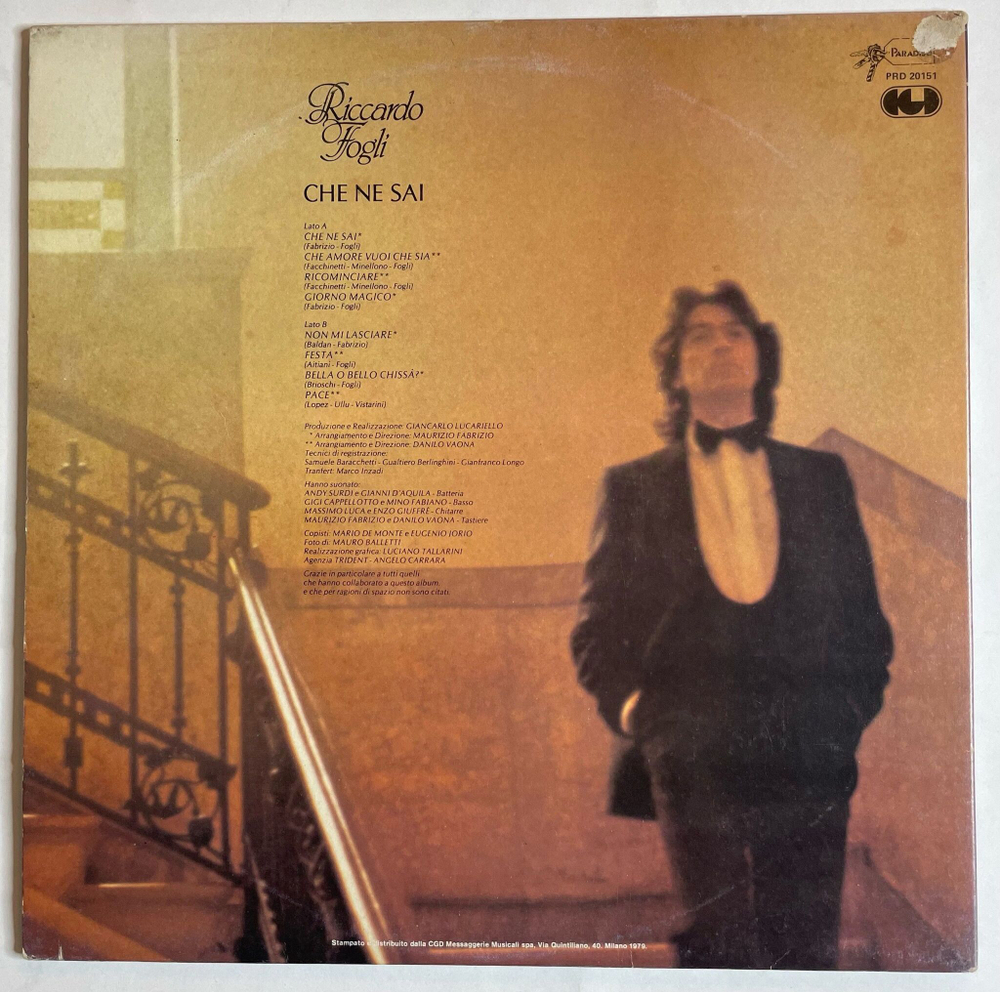 Riccardo
Fogli
CHE NE SAI
PRD 20151
Lato A
CHE NE SAI*
(Fabrizio - Fogli)
CHE AMORE VUOI CHE SIA**
(Facchinetti - Minellono - Fogli)
RICOMINCIARE**
(Facchinetti - Minellono - Fogli)
GIORNO MAGICO*
(Fabrizio - Fogli)
Lato B
NON MI LASCIARE*
(Baldan - Fabrizio)
FESTA**
(Aitiani - Fogli)
BELLA O BELLO CHISSÀ?*
(Brioschi - Fogli)
PACE**
(Lopez - Ullu - Vistarini)
Produzione e Realizzazione: GIANCARLO LUCARIELLO
* Arrangiamento e Direzione: MAURIZIO FABRIZIO
** Arrangiamento e Direzione: DANILO VAONA
Tecnici di registrazione:
Samuele Baracchetti - Gualtiero Berlinghini - Gianfranco Longo
Tranfert: Marco Inzadi
Hanno suonato:
ANDY SURDI e GIANNI D'AQUILA - Batteria
GIGI CAPPELLOTTO e MINO FABIANO - Basso
MASSIMO LUCA e ENZO GIUFFRÈ - Chitarre
MAURIZIO FABRIZIO e DANILO VAONA - Tastiere
Copisti: MARIO DE MONTE e EUGENIO JORIO
Foto di: MAURO BALLETTI
Realizzazione grafica: LUCIANO TALLARINI
Agenzia TRIDENT - ANGELO CARRARA
Grazie in particolare a tutti quelli
che hanno collaborato a questo album
e che per ragioni di spazio non sono citati.
Stampato distribuito dalla CGD Messaggerie Musicali spa, Via Quintiliano, 40. Milano 1979.